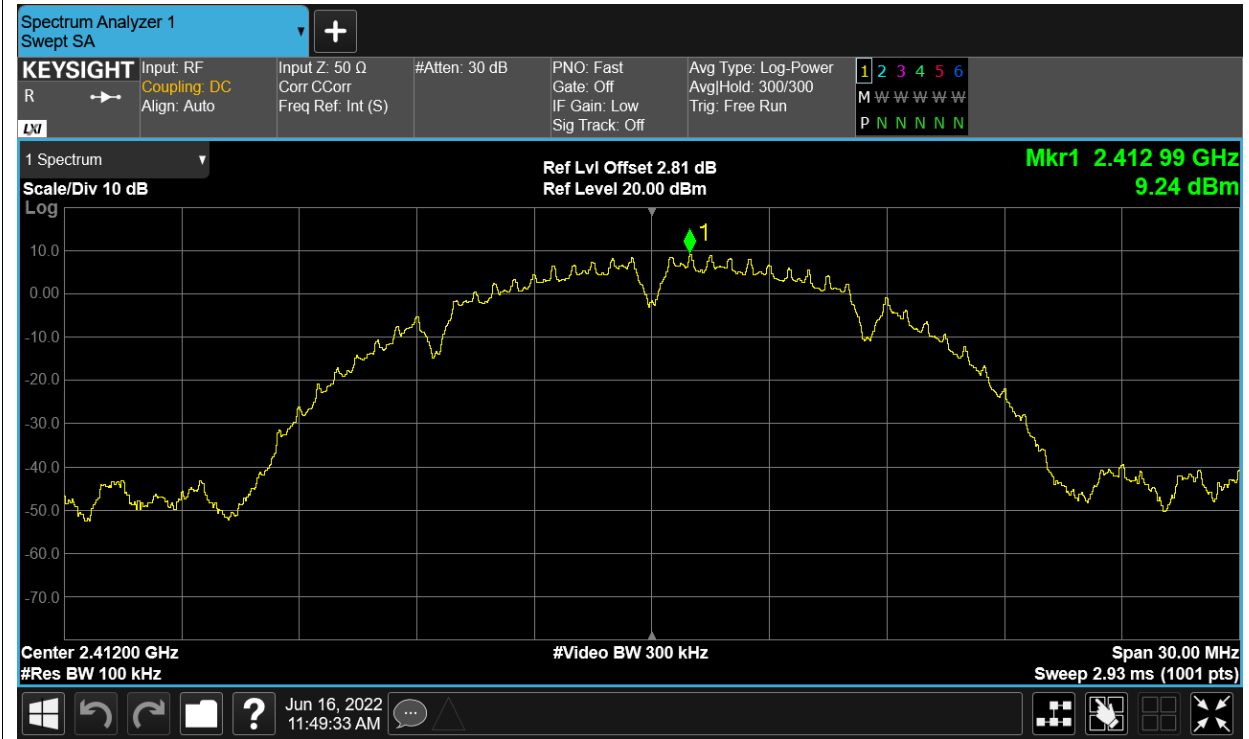 Spectrum Analyzer 1
Swept SA
+
KEYSIGHT
R
LXI
Input: RF
Coupling: DC
Align: Auto
Input Z: 50 Ω
Corr CCorr
Freq Ref: Int (S)
#Atten: 30 dB
PNO: Fast
Gate: Off
IF Gain: Low
Sig Track: Off
Avg Type: Log-Power
Avg|Hold: 300/300
Trig: Free Run
1 2 3 4 5 6
M W W W W W
P N N N N N
1 Spectrum
Scale/Div 10 dB
Ref Lvl Offset 2.81 dB
Ref Level 20.00 dBm
Mkr1 2.412 99 GHz
9.24 dBm
Log
1
10.0
0.00
-10.0
-20.0
-30.0
-40.0
-50.0
-60.0
-70.0
Center 2.41200 GHz
#Video BW 300 kHz
Span 30.00 MHz
#Res BW 100 kHz
Sweep 2.93 ms (1001 pts)
?
Jun 16, 2022
11:49:33 AM